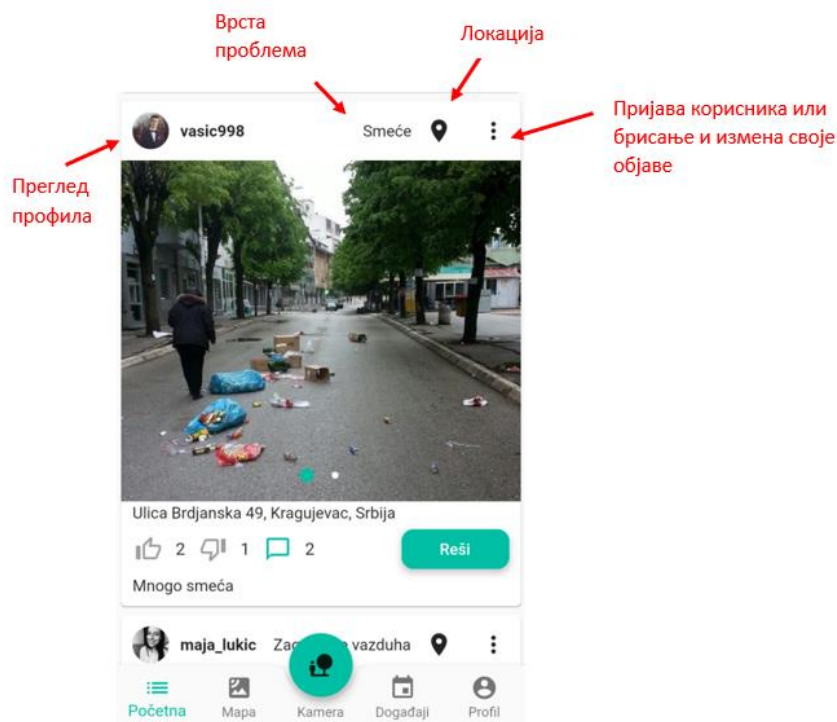 Врста
проблема
Локација
Пријава корисника или
брисање и измена своје
објаве
Преглед
профила
vasic998
Smeće
Ulica Brdjanska 49, Kragujevac, Srbija
2
1
2
Reši
Mnogo smeća
maja_lukic
vazduha
Početna
Mapa
Kamera
Događaji
Profil